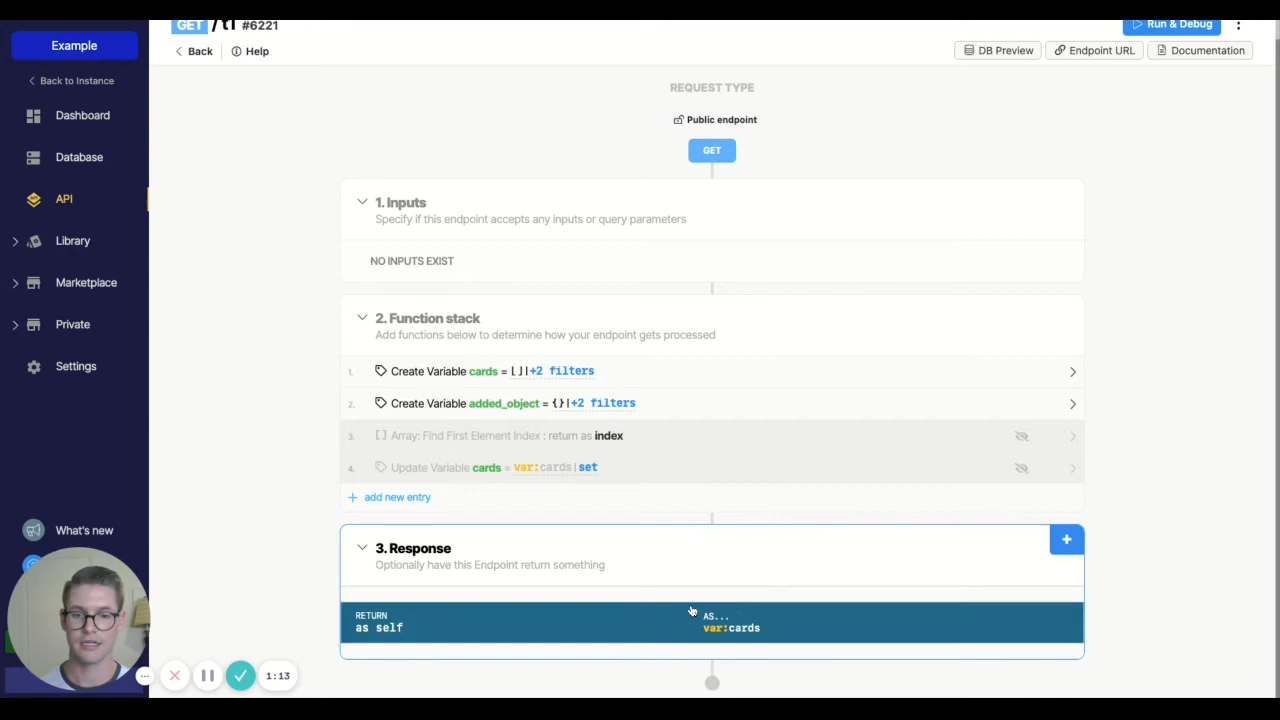 Example
Back to Instance
Dashboard
Database
API
Library
Marketplace
Private
Settings
What's new
GET /t1 #6221
Run & Debug
Back
Help
DB Preview
Endpoint URL
Documentation
REQUEST TYPE
Public endpoint
GET
1. Inputs
Specify if this endpoint accepts any inputs or query parameters
NO INPUTS EXIST
2. Function stack
Add functions below to determine how your endpoint gets processed
1. Create Variable cards = []|+2 filters
2. Create Variable added_object = {}|+2 filters
3. [] Array: Find First Element Index : return as index
4. Update Variable cards = var:cards|set
+ add new entry
3. Response
Optionally have this Endpoint return something
RETURN
as self
AS...
var:cards
1:13